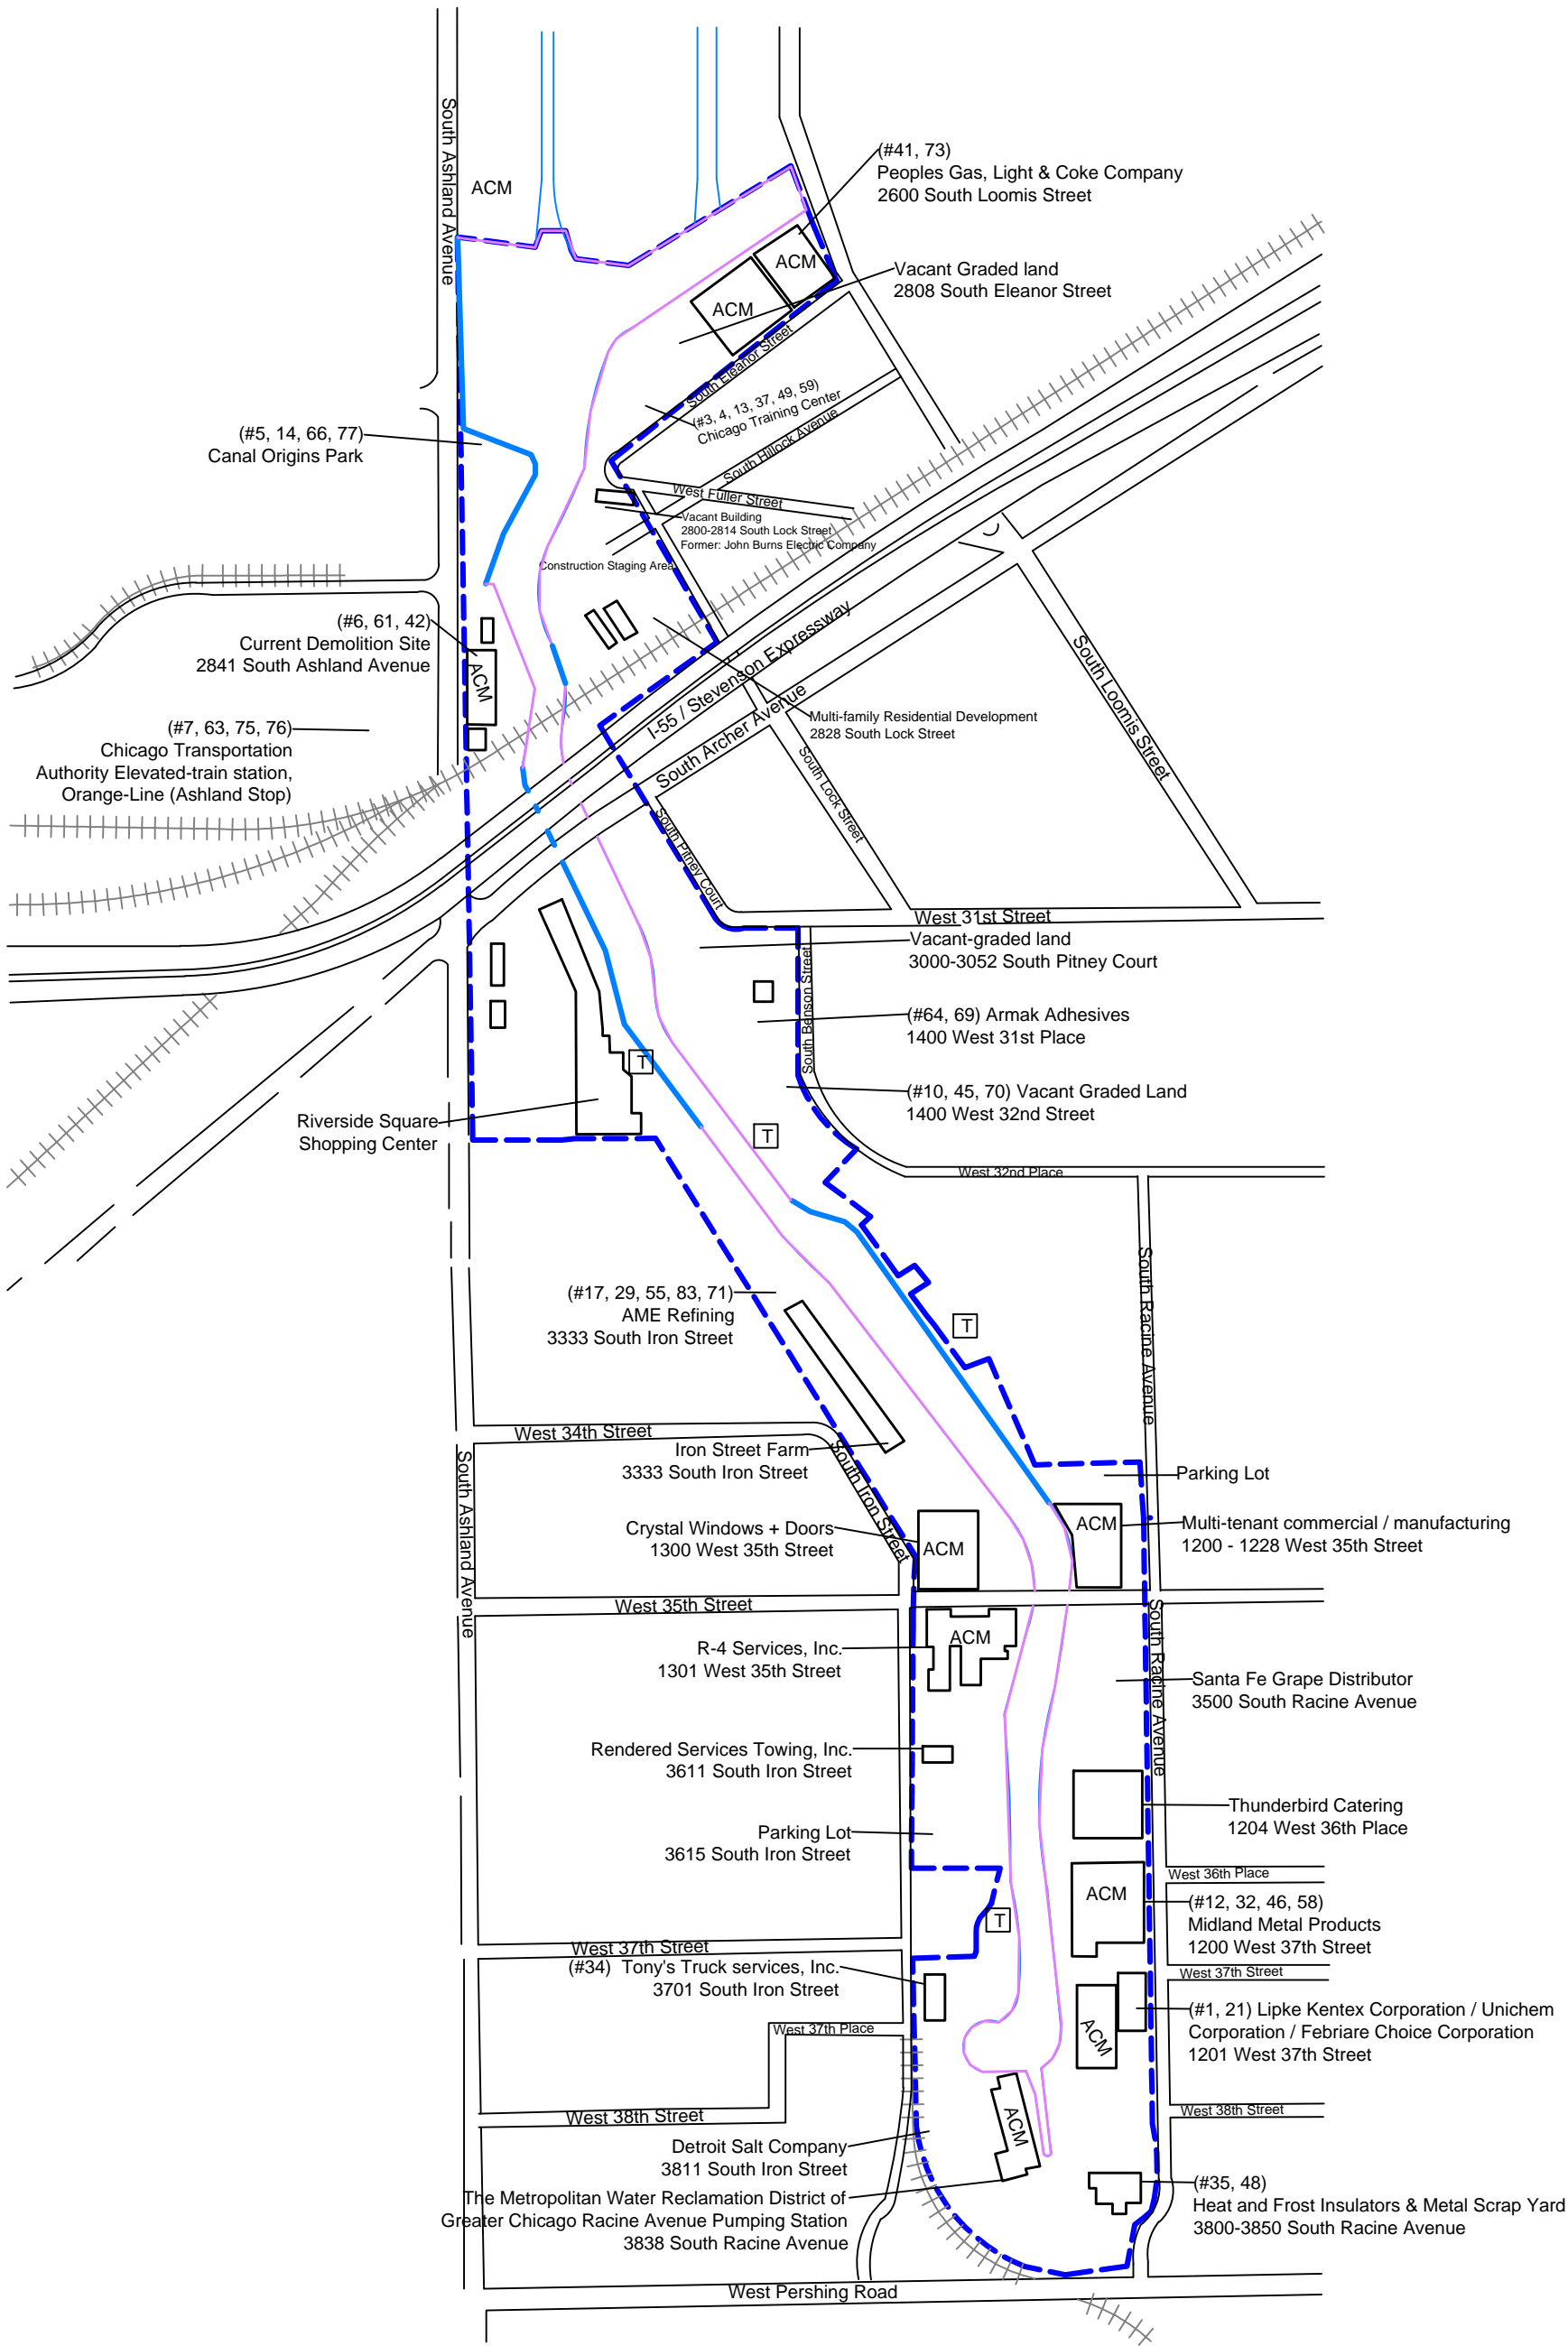 South Ashland Avenue
ACM
(#41, 73)
Peoples Gas, Light & Coke Company
2600 South Loomis Street
ACM
ACM
Vacant Graded land
2808 South Eleanor Street
South Eleanor Street
(#3, 4, 13, 37, 49, 59)
Chicago Training Center
South Hillock Avenue
(#5, 14, 66, 77)
Canal Origins Park
West Fuller Street
Vacant Building
2800-2814 South Lock Street
Former: John Burns Electric Company
Construction Staging Area
(#6, 61, 42)
Current Demolition Site
2841 South Ashland Avenue
ACM
I-55 / Stevenson Expressway
South Loomis Street
(#7, 63, 75, 76)
Chicago Transportation
Authority Elevated-train station,
Orange-Line (Ashland Stop)
South Archer Avenue
Multi-family Residential Development
2828 South Lock Street
South Lock Street
South Pitney Court
West 31st Street
Vacant-graded land
3000-3052 South Pitney Court
South Benson Street
(#64, 69) Armak Adhesives
1400 West 31st Place
T
(#10, 45, 70) Vacant Graded Land
1400 West 32nd Street
Riverside Square
Shopping Center
T
West 32nd Place
South Racine Avenue
(#17, 29, 55, 83, 71)
AME Refining
3333 South Iron Street
T
West 34th Street
Iron Street Farm
3333 South Iron Street
South Iron Street
South Ashland Avenue
Parking Lot
Crystal Windows + Doors
1300 West 35th Street
ACM
ACM
Multi-tenant commercial / manufacturing
1200 - 1228 West 35th Street
West 35th Street
South Racine Avenue
R-4 Services, Inc.
1301 West 35th Street
ACM
Santa Fe Grape Distributor
3500 South Racine Avenue
Rendered Services Towing, Inc.
3611 South Iron Street
Thunderbird Catering
1204 West 36th Place
Parking Lot
3615 South Iron Street
West 36th Place
ACM
(#12, 32, 46, 58)
Midland Metal Products
1200 West 37th Street
T
West 37th Street
West 37th Street
(#34) Tony's Truck services, Inc.
3701 South Iron Street
(#1, 21) Lipke Kentex Corporation / Unichem
Corporation / Febriare Choice Corporation
1201 West 37th Street
ACM
West 37th Place
West 38th Street
West 38th Street
ACM
Detroit Salt Company
3811 South Iron Street
The Metropolitan Water Reclamation District of
Greater Chicago Racine Avenue Pumping Station
3838 South Racine Avenue
(#35, 48)
Heat and Frost Insulators & Metal Scrap Yard
3800-3850 South Racine Avenue
West Pershing Road